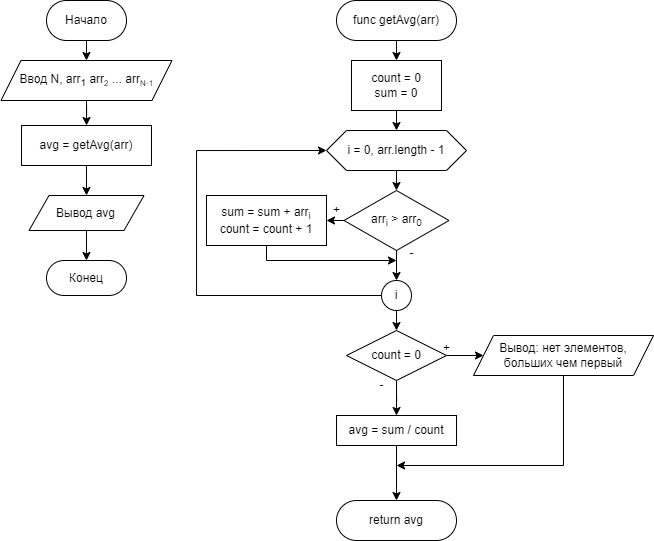 Начало
Ввод N, arr1 arr2 ... arrN-1
avg = getAvg(arr)
Вывод avg
Конец
func getAvg(arr)
count = 0
sum = 0
i = 0, arr.length - 1
arri > arr0
+
-
sum = sum + arri
count = count + 1
i
count = 0
+
-
Вывод: нет элементов,
больших чем первый
avg = sum / count
return avg